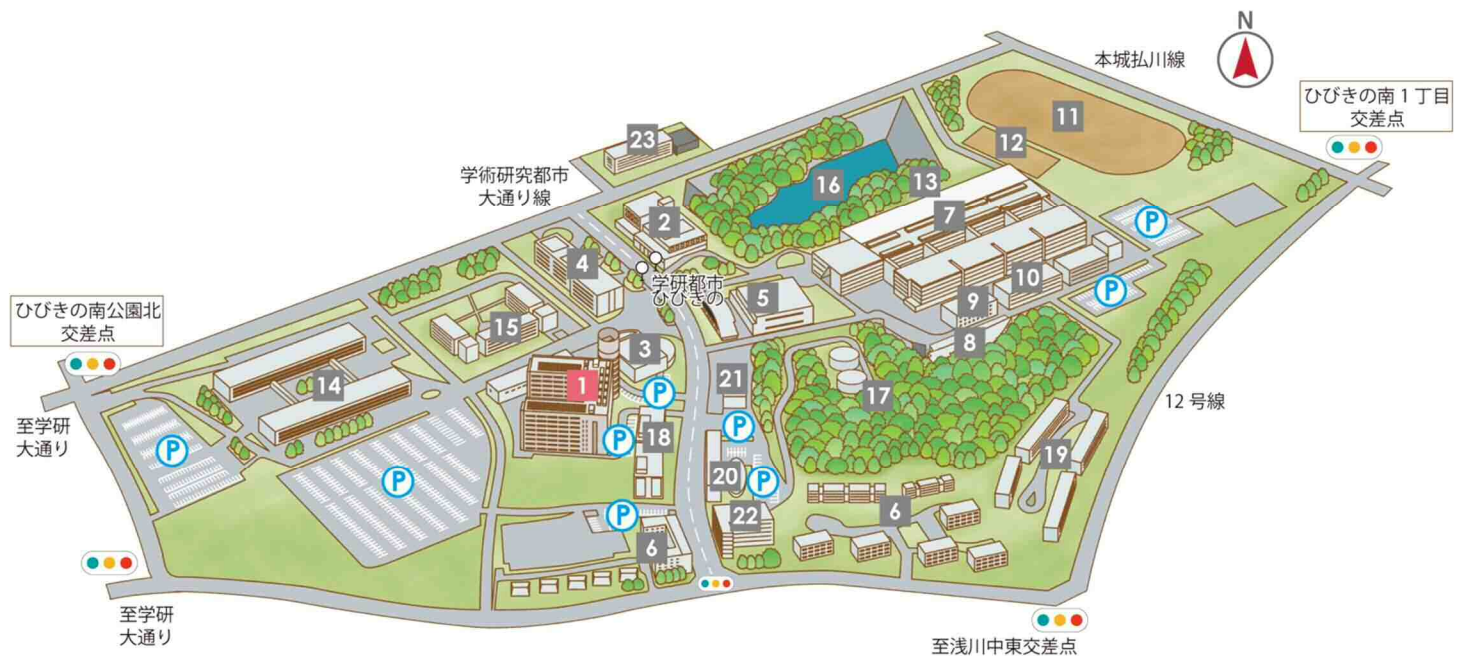 N
本城払川線
ひびきの南1丁目
交差点
11
12
23
学術研究都市
大通り線
16
13
2
7
P
4
学研都市
ひびきの
10
P
5
9
ひびきの南公園北
交差点
15
8
3
1
14
21
17
12号線
P
至学研
大通り
P
18
P
P
19
P
20
P
P
22
6
6
至学研
大通り
至浅川中東交差点